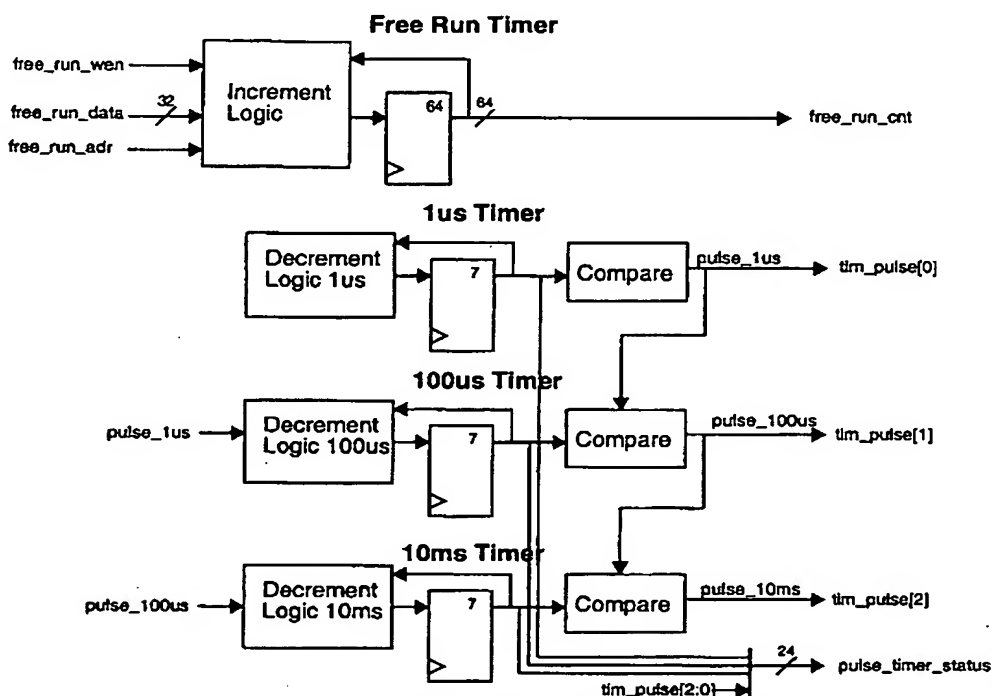 Free Run Timer
free_run_wen
free_run_data
32
free_run_adr
Increment
Logic
64
64
free_run_cnt
1us Timer
Decrement
Logic 1us
7
Compare
pulse_1us
tim_pulse[0]
100us Timer
pulse_1us
Decrement
Logic 100us
7
Compare
pulse_100us
tim_pulse[1]
10ms Timer
pulse_100us
Decrement
Logic 10ms
7
Compare
pulse_10ms
tim_pulse[2]
24
pulse_timer_status
tim_pulse[2:0]